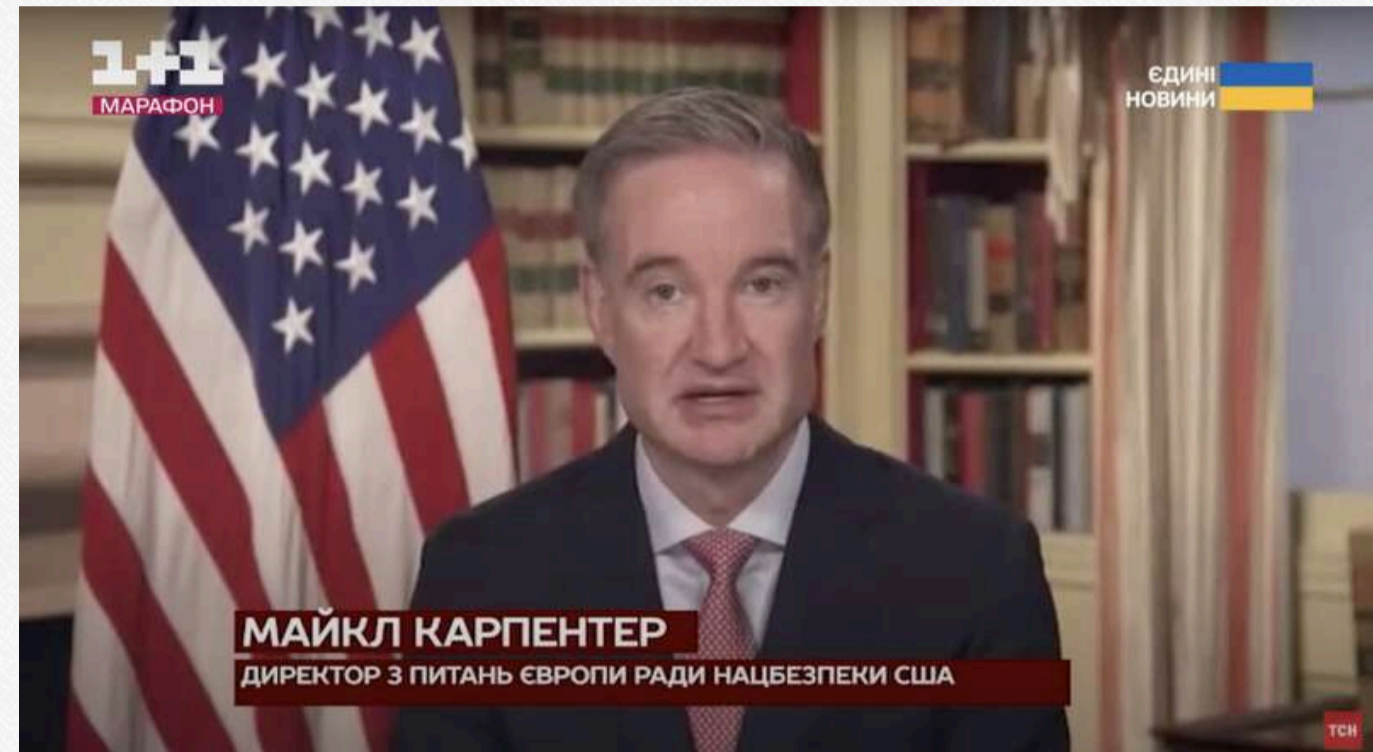 1+1
МАРАФОН
ЄДИНІ
НОВИНИ
МАЙКЛ КАРПЕНТЕР
ДИРЕКТОР З ПИТАНЬ ЄВРОПИ РАДИ НАЦБЕЗПЕКИ США
ТСН